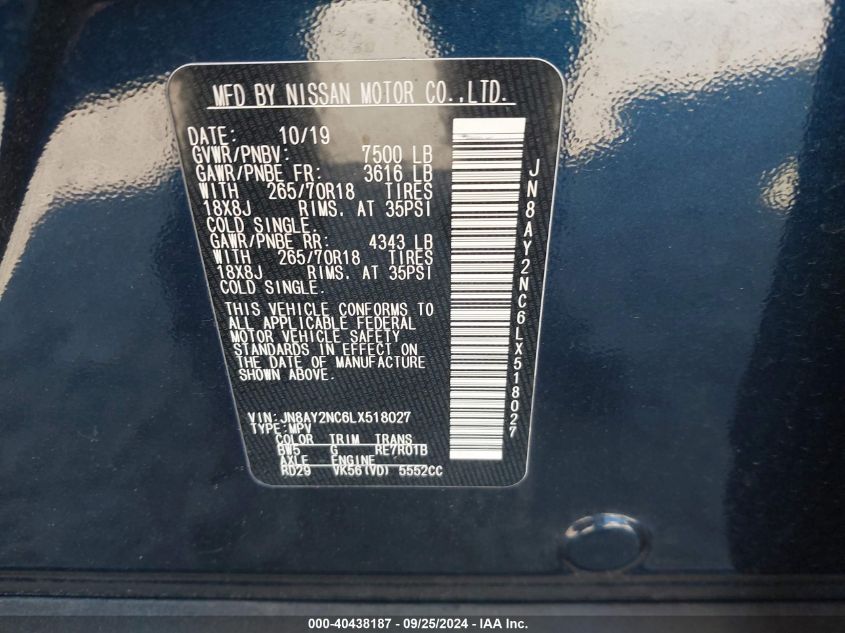 MFD BY NISSAN MOTOR CO.,LTD.
DATE: 10/19
GVWR/PNBV: 7500 LB
GAWR/PNBE FR: 3616 LB
WITH 265/70R18 TIRES
18X8J RIMS. AT 35PSI
COLD SINGLE.
GAWR/PNBE RR: 4343 LB
WITH 265/70R18 TIRES
18X8J RIMS. AT 35PSI
COLD SINGLE.
THIS VEHICLE CONFORMS TO
ALL APPLICABLE FEDERAL
MOTOR VEHICLE SAFETY
STANDARDS IN EFFECT ON
THE DATE OF MANUFACTURE
SHOWN ABOVE.
VIN:JN8AY2NC6LX518027
TYPE:MPV
COLOR TRIM TRANS
BW5 G RE7R01B
AXLE ENGINE
RD29 VK56(VD) 5552CC
JN8AY2NC6LX518027
000-40438187 - 09/25/2024 - IAA Inc.